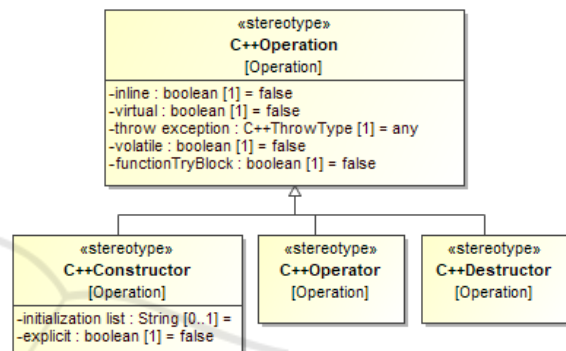 «stereotype»
C++Operation
[Operation]
-inline : boolean [1] = false
-virtual : boolean [1] = false
-throw exception : C++ThrowType [1] = any
-volatile : boolean [1] = false
-functionTryBlock : boolean [1] = false
«stereotype»
C++Constructor
[Operation]
-initialization list : String [0..1] =
-explicit : boolean [1] = false
«stereotype»
C++Operator
[Operation]
«stereotype»
C++Destructor
[Operation]